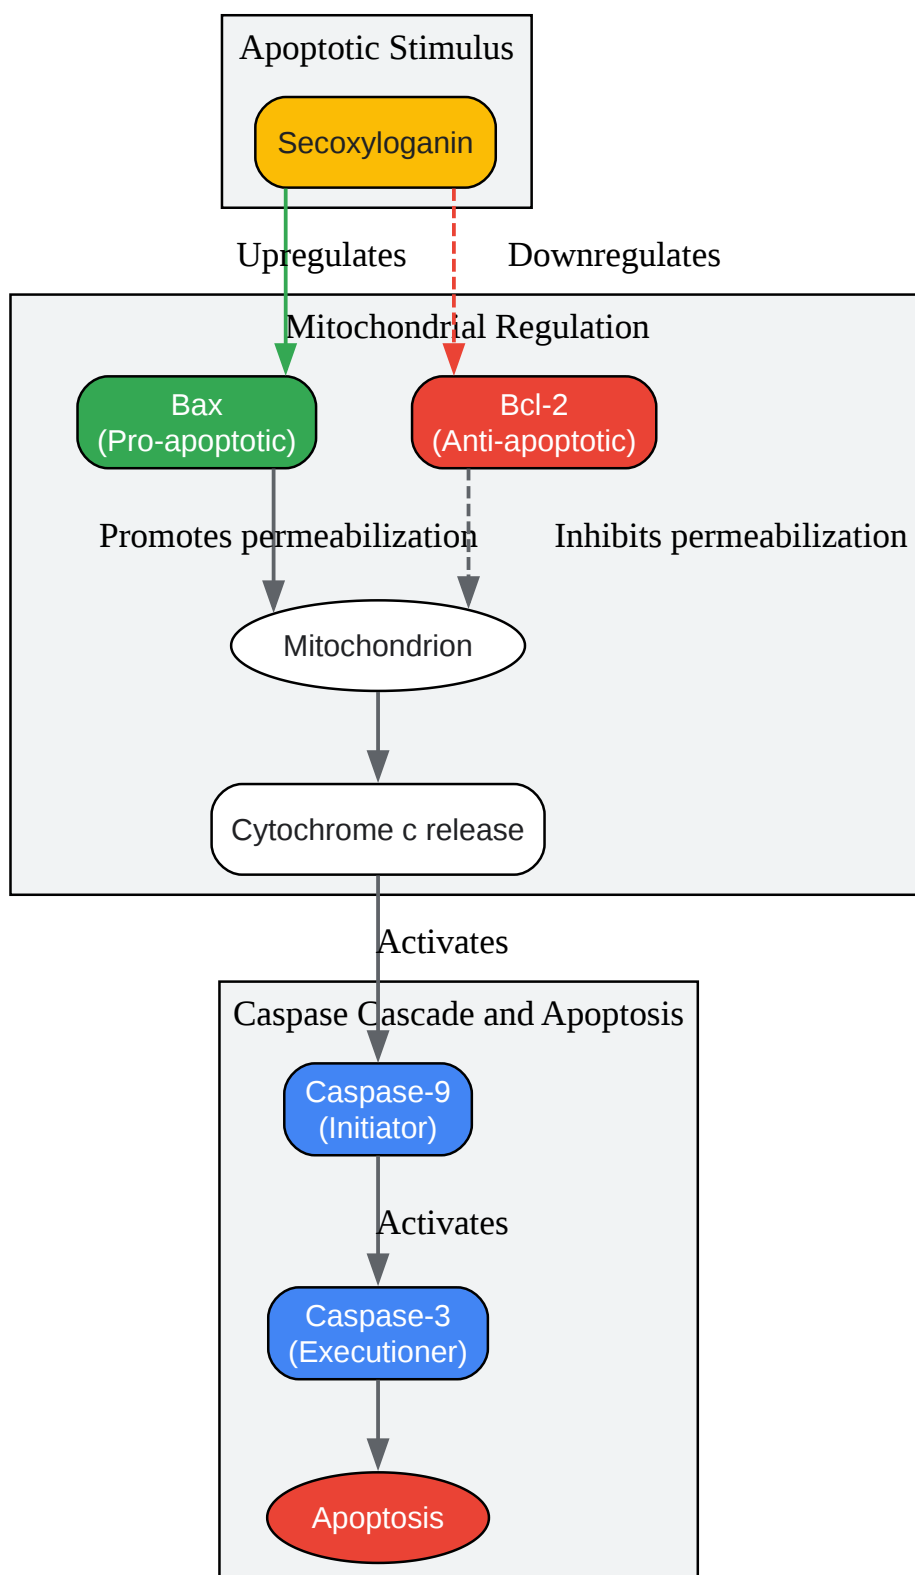 Apoptotic Stimulus
Secoxyloganin
Upregulates
Downregulates
Mitochondrial Regulation
Bax
(Pro-apoptotic)
Bcl-2
(Anti-apoptotic)
Promotes permeabilization
Inhibits permeabilization
Mitochondrion
Cytochrome c release
Activates
Caspase Cascade and Apoptosis
Caspase-9
(Initiator)
Activates
Caspase-3
(Executioner)
Apoptosis